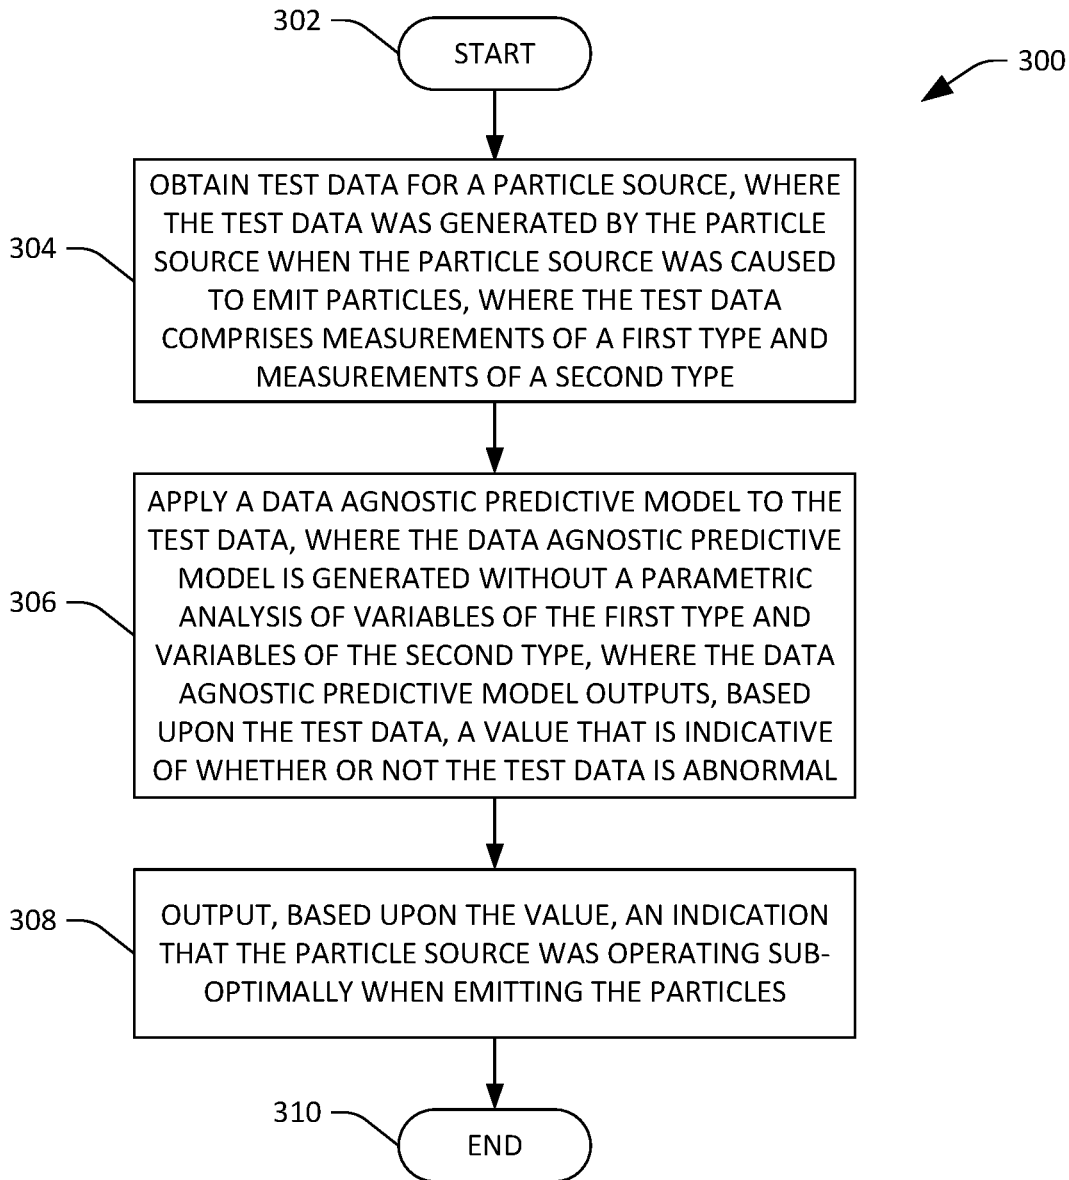 302
START
300
304
OBTAIN TEST DATA FOR A PARTICLE SOURCE, WHERE
THE TEST DATA WAS GENERATED BY THE PARTICLE
SOURCE WHEN THE PARTICLE SOURCE WAS CAUSED
TO EMIT PARTICLES, WHERE THE TEST DATA
COMPRISES MEASUREMENTS OF A FIRST TYPE AND
MEASUREMENTS OF A SECOND TYPE
306
APPLY A DATA AGNOSTIC PREDICTIVE MODEL TO THE
TEST DATA, WHERE THE DATA AGNOSTIC PREDICTIVE
MODEL IS GENERATED WITHOUT A PARAMETRIC
ANALYSIS OF VARIABLES OF THE FIRST TYPE AND
VARIABLES OF THE SECOND TYPE, WHERE THE DATA
AGNOSTIC PREDICTIVE MODEL OUTPUTS, BASED
UPON THE TEST DATA, A VALUE THAT IS INDICATIVE
OF WHETHER OR NOT THE TEST DATA IS ABNORMAL
308
OUTPUT, BASED UPON THE VALUE, AN INDICATION
THAT THE PARTICLE SOURCE WAS OPERATING SUB-
OPTIMALLY WHEN EMITTING THE PARTICLES
310
END